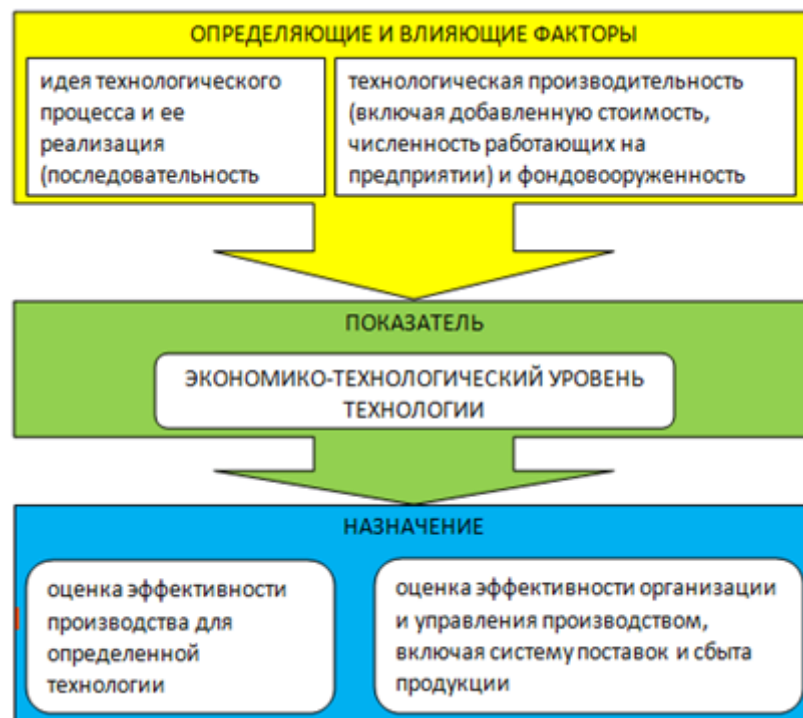 ОПРЕДЕЛЯЮЩИЕ И ВЛИЯЮЩИЕ ФАКТОРЫ
идея технологического
процесса и ее
реализация
(последовательность
технологическая производительность
(включая добавленную стоимость,
численность работающих на
предприятии) и фондовооруженность
ПОКАЗАТЕЛЬ
ЭКОНОМИКО-ТЕХНОЛОГИЧЕСКИЙ УРОВЕНЬ
ТЕХНОЛОГИИ
НАЗНАЧЕНИЕ
оценка эффективности
производства для
определенной
технологии
оценка эффективности организации
и управления производством,
включая систему поставок и сбыта
продукции